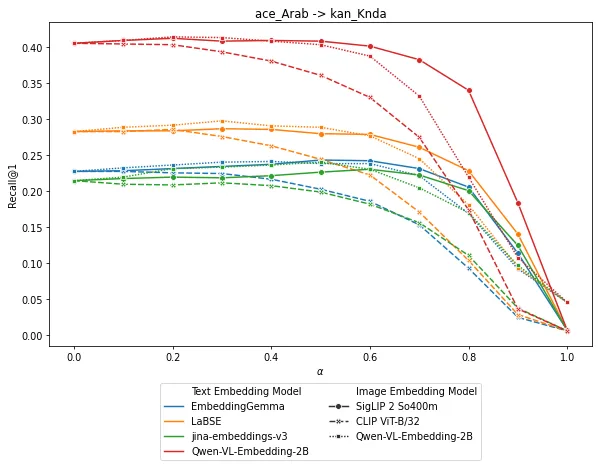 ace_Arab -> kan_Knda
Recall@1
0.40
0.35
0.30
0.25
0.20
0.15
0.10
0.05
0.00
0.0 0.2 0.4 0.6 0.8 1.0
α
Text Embedding Model
EmbeddingGemma
LaBSE
jina-embeddings-v3
Qwen-VL-Embedding-2B
Image Embedding Model
SigLIP 2 So400m
CLIP ViT-B/32
Qwen-VL-Embedding-2B